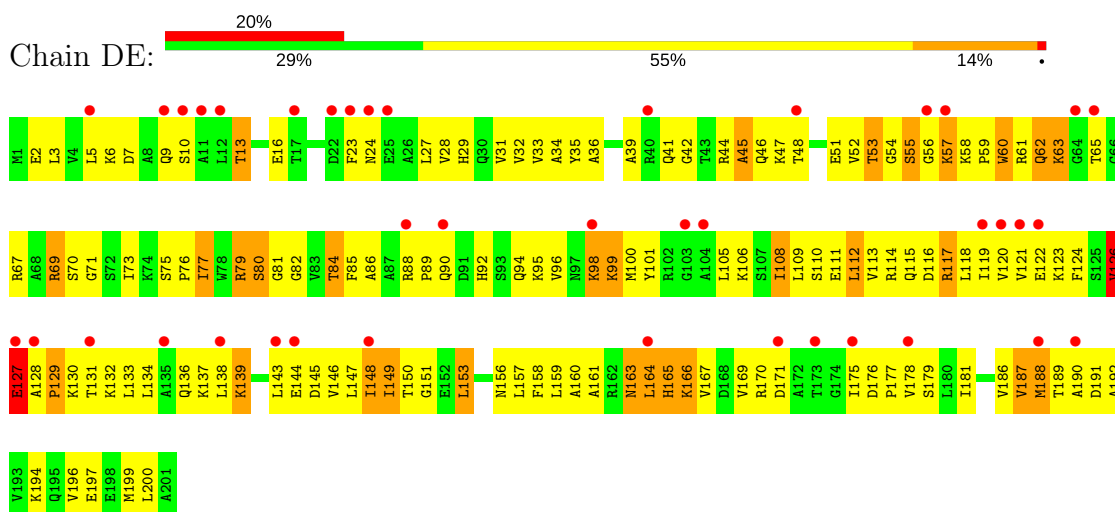 20%
Chain DE:
29% 55% 14% •
M1 E2 L3 V4 L5 K6 D7 A8 Q9 S10 A11 L12 T13 E16 T17 D22 F23 N24 E25 A26 L27 V28 H29 Q30 V31 V32 V33 A34 Y35 A36 A39 R40 Q41 G42 T43 R44 A45 Q46 K47 T48 E51 V52 T53 G54 S55 G56 K57 K58 P59 W60 R61 Q62 K63 G64 T65 G66
R67 A68 R69 S70 G71 S72 I73 K74 S75 P76 I77 W78 R79 S80 G81 G82 V83 T84 F85 A86 A87 R88 P89 Q90 D91 H92 S93 Q94 K95 V96 N97 K98 K99 M100 Y101 R102 G103 A104 L105 K106 S107 I108 L109 S110 E111 L112 V113 R114 Q115 D116 R117 L118 I119 V120 V121 E122 K123 F124 S125
E127 A128 P129 K130 T131 K132 L133 L134 A135 Q136 K137 L138 K139 L143 E144 D145 V146 L147 I148 I149 T150 G151 E152 L153 N156 L157 F158 L159 A160 A161 R162 N163 L164 H165 K166 V167 D168 V169 R170 D171 A172 T173 G174 I175 D176 P177 V178 S179 L180 I181 V186 V187 M188 T189 A190 D191 A192
V193 K194 Q195 V196 E197 E198 M199 L200 A201